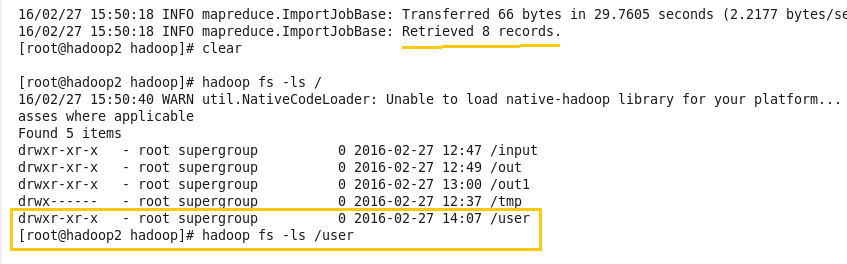 16/02/27 15:50:18 INFO mapreduce.ImportJobBase: Transferred 66 bytes in 29.7605 seconds (2.2177 bytes/se
16/02/27 15:50:18 INFO mapreduce.ImportJobBase: Retrieved 8 records.
[root@hadoop2 hadoop]# clear
[root@hadoop2 hadoop]# hadoop fs -ls /
16/02/27 15:50:40 WARN util.NativeCodeLoader: Unable to load native-hadoop library for your platform...
asses where applicable
Found 5 items
drwxr-xr-x   - root supergroup          0 2016-02-27 12:47 /input
drwxr-xr-x   - root supergroup          0 2016-02-27 12:49 /out
drwxr-xr-x   - root supergroup          0 2016-02-27 13:00 /out1
drwx------   - root supergroup          0 2016-02-27 12:37 /tmp
drwxr-xr-x   - root supergroup          0 2016-02-27 14:07 /user
[root@hadoop2 hadoop]# hadoop fs -ls /user